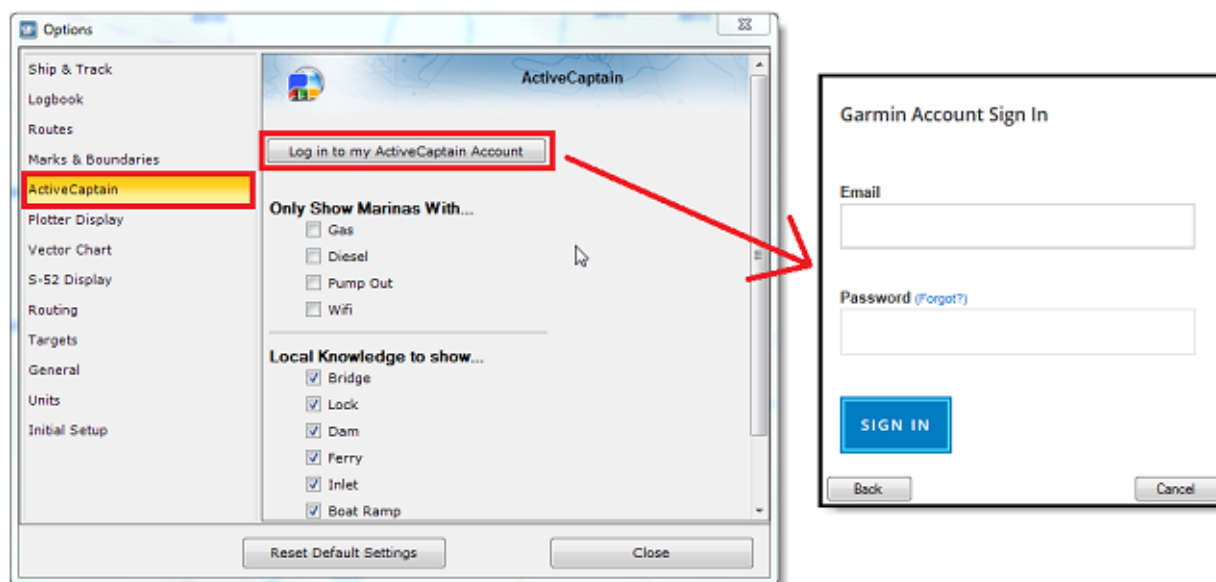 Options
Ship & Track
Logbook
Routes
Marks & Boundaries
ActiveCaptain
Plotter Display
Vector Chart
S-52 Display
Routing
Targets
General
Units
Initial Setup
ActiveCaptain
Log in to my ActiveCaptain Account
Only Show Marinas With...
Gas
Diesel
Pump Out
Wifi
Local Knowledge to show...
Bridge
Lock
Dam
Ferry
Inlet
Boat Ramp
Reset Default Settings
Close
Garmin Account Sign In
Email
Password (Forgot?)
SIGN IN
Back
Cancel